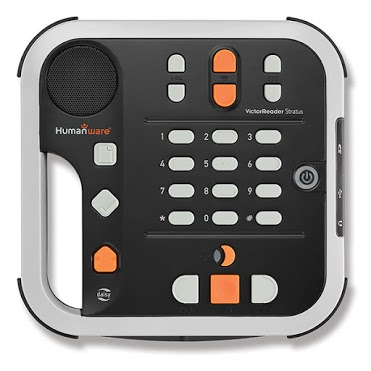 VictorReader Stratus
Humanware
1 2 3
4 5 6
7 8 9
* 0 #
daisy